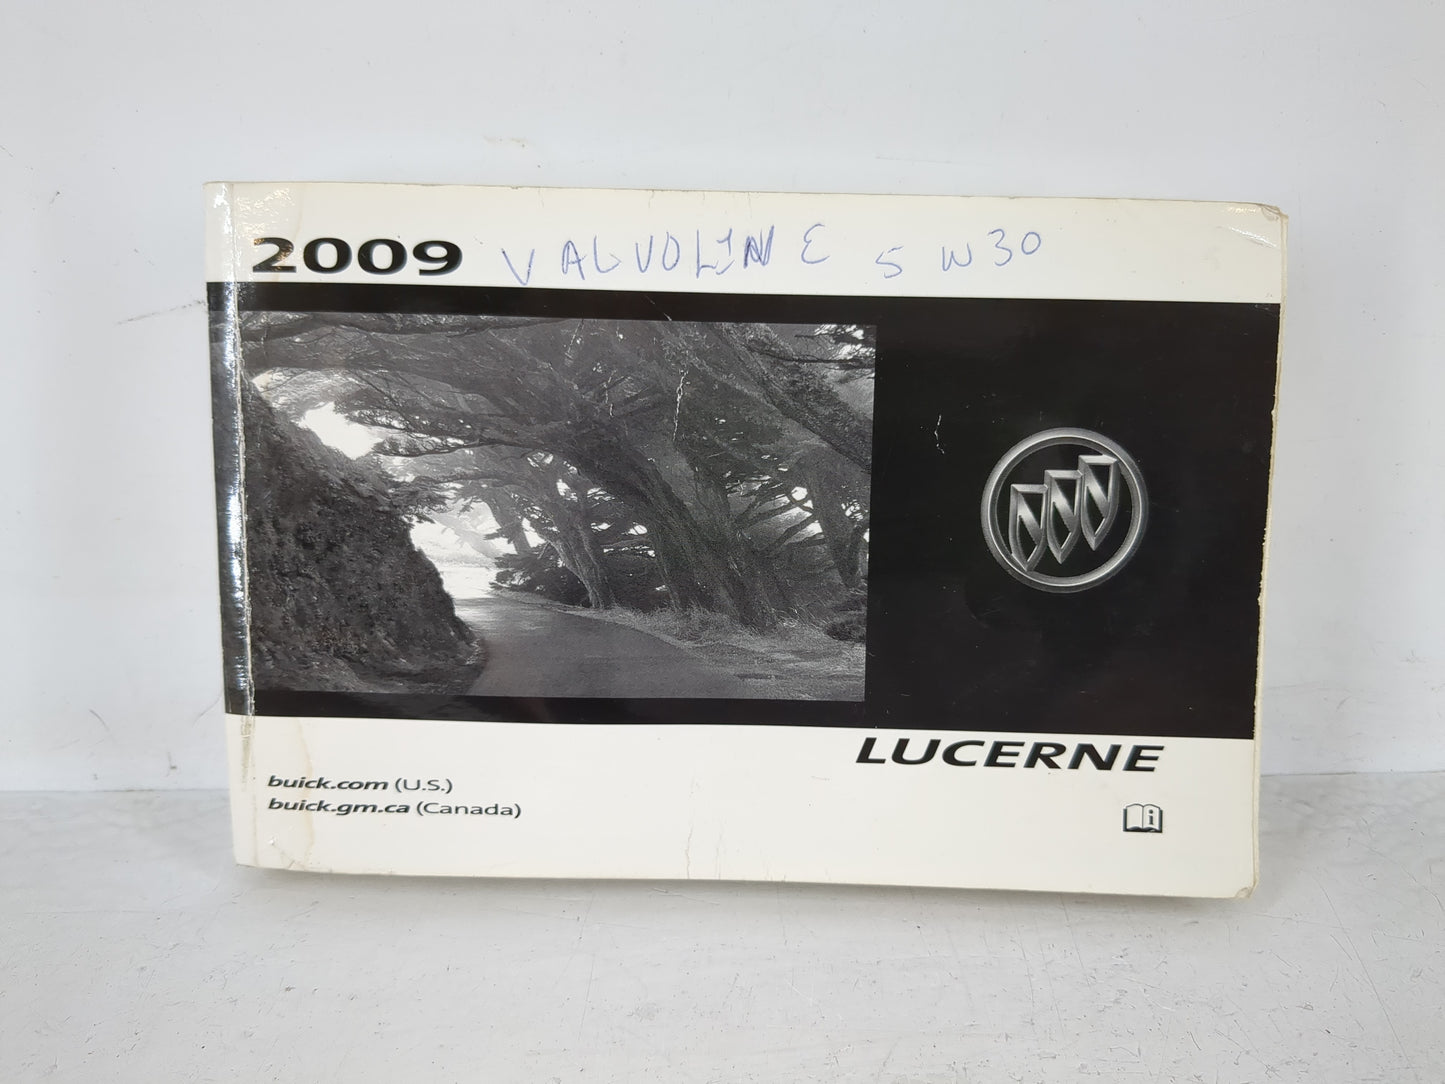 2009 VALVOLINE 5W30
LUCERNE
buick.com (U.S.)
buick.gm.ca (Canada)
i